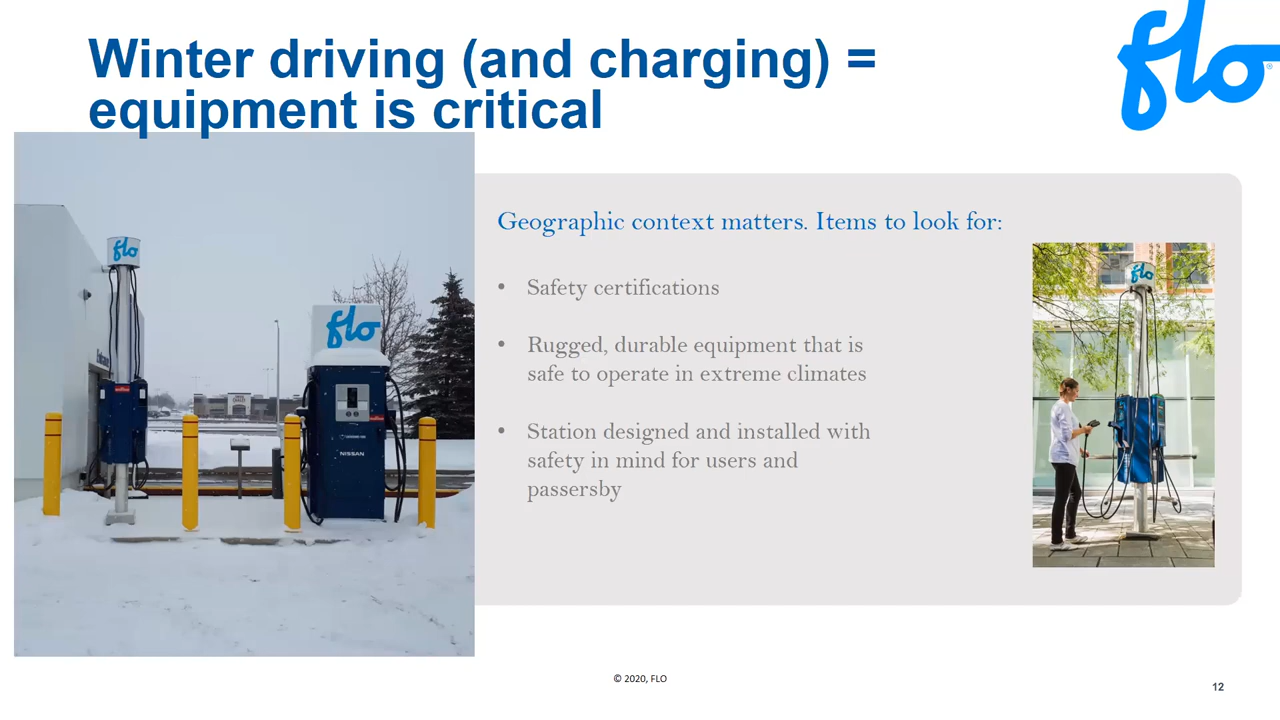 Winter driving (and charging) =
equipment is critical
flo
flo
flo
NISSAN
Geographic context matters. Items to look for:
• Safety certifications
• Rugged, durable equipment that is
safe to operate in extreme climates
• Station designed and installed with
safety in mind for users and
passersby
flo
© 2020, FLO
12